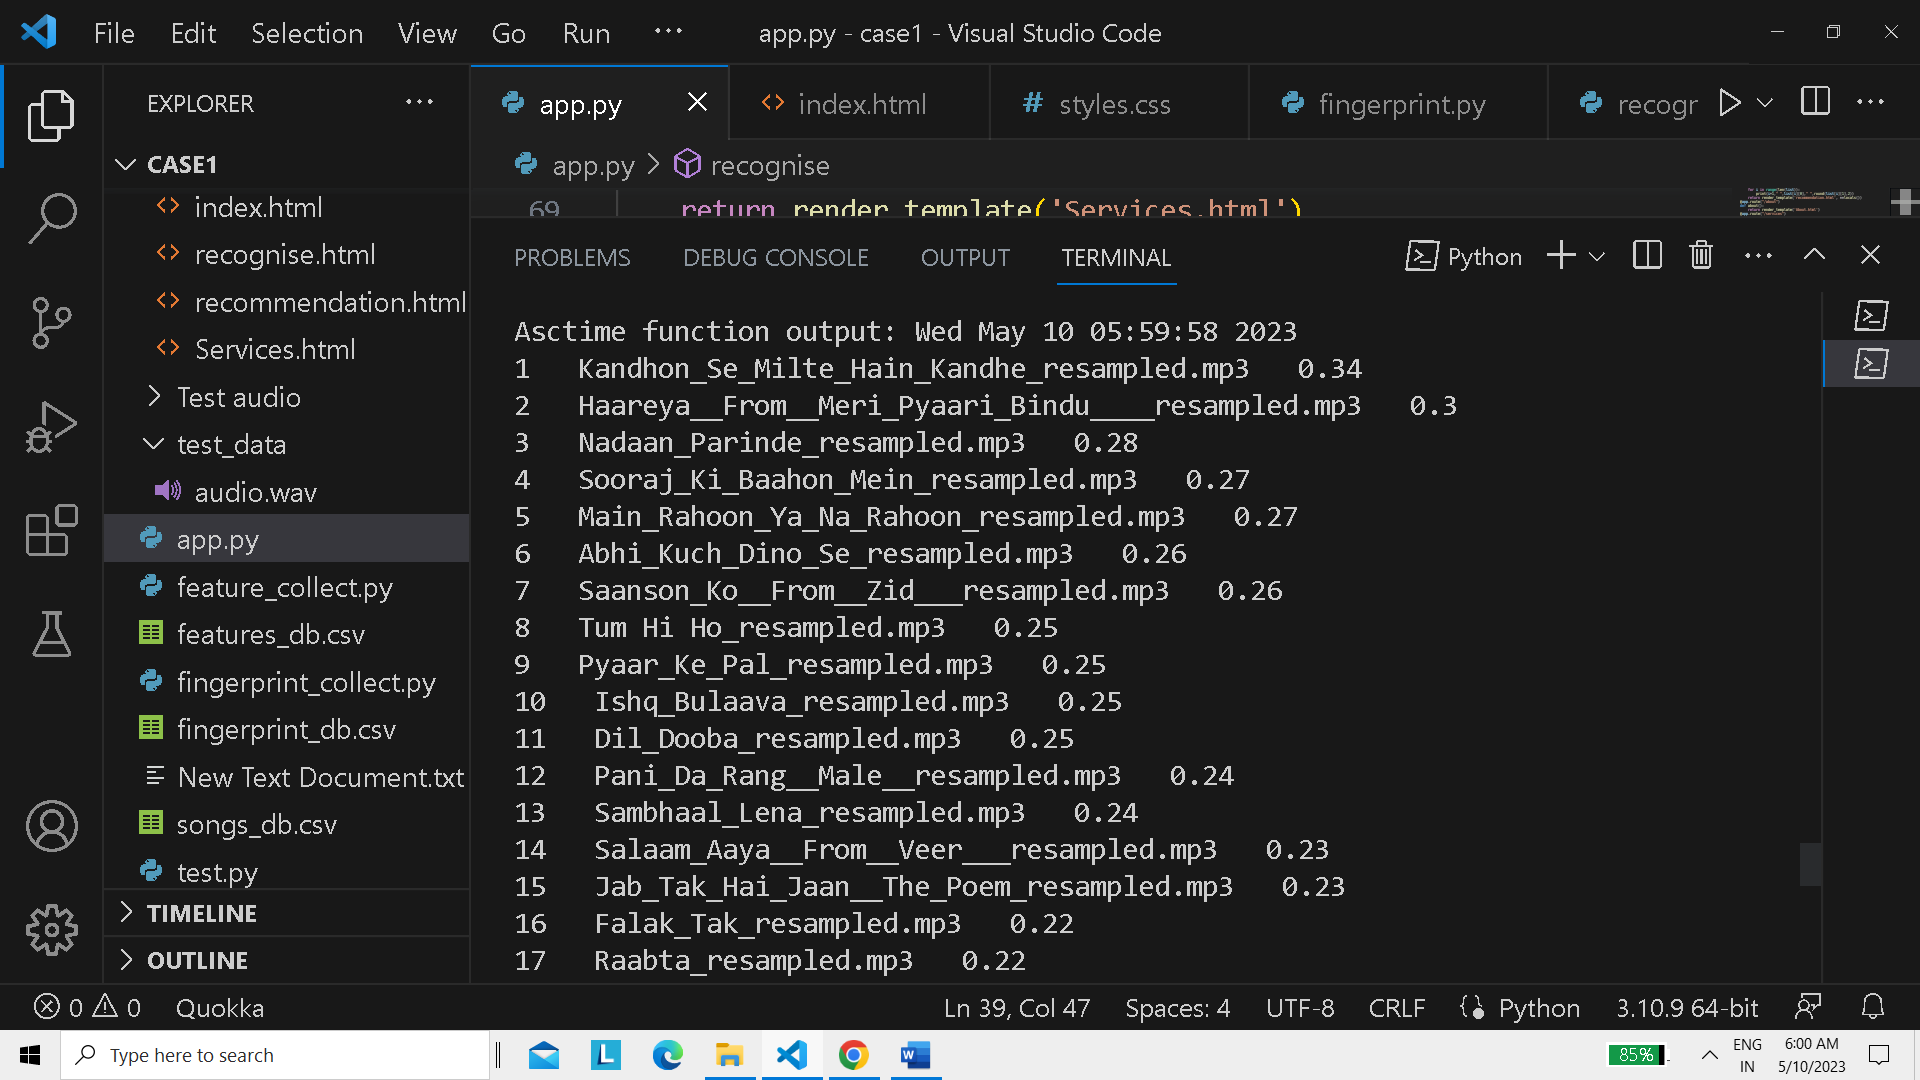 File Edit Selection View Go Run ··· app.py - case1 - Visual Studio Code
EXPLORER ···
CASE1
index.html
recognise.html
recommendation.html
Services.html
Test audio
test_data
audio.wav
app.py
feature_collect.py
features_db.csv
fingerprint_collect.py
fingerprint_db.csv
New Text Document.txt
songs_db.csv
test.py
TIMELINE
OUTLINE
app.py index.html # styles.css fingerprint.py recogr
app.py > recognise
69 return render_template('Services.html')
PROBLEMS DEBUG CONSOLE OUTPUT TERMINAL Python
Asctime function output: Wed May 10 05:59:58 2023
1 Kandhon_Se_Milte_Hain_Kandhe_resampled.mp3 0.34
2 Haareya__From__Meri_Pyaari_Bindu____resampled.mp3 0.3
3 Nadaan_Parinde_resampled.mp3 0.28
4 Sooraj_Ki_Baahon_Mein_resampled.mp3 0.27
5 Main_Rahoon_Ya_Na_Rahoon_resampled.mp3 0.27
6 Abhi_Kuch_Dino_Se_resampled.mp3 0.26
7 Saanson_Ko__From__Zid___resampled.mp3 0.26
8 Tum Hi Ho_resampled.mp3 0.25
9 Pyaar_Ke_Pal_resampled.mp3 0.25
10 Ishq_Bulaava_resampled.mp3 0.25
11 Dil_Dooba_resampled.mp3 0.25
12 Pani_Da_Rang__Male__resampled.mp3 0.24
13 Sambhaal_Lena_resampled.mp3 0.24
14 Salaam_Aaya__From__Veer___resampled.mp3 0.23
15 Jab_Tak_Hai_Jaan__The_Poem_resampled.mp3 0.23
16 Falak_Tak_resampled.mp3 0.22
17 Raabta_resampled.mp3 0.22
0 0 Quokka Ln 39, Col 47 Spaces: 4 UTF-8 CRLF Python 3.10.9 64-bit
Type here to search
L
W
85%
ENG
IN
6:00 AM
5/10/2023